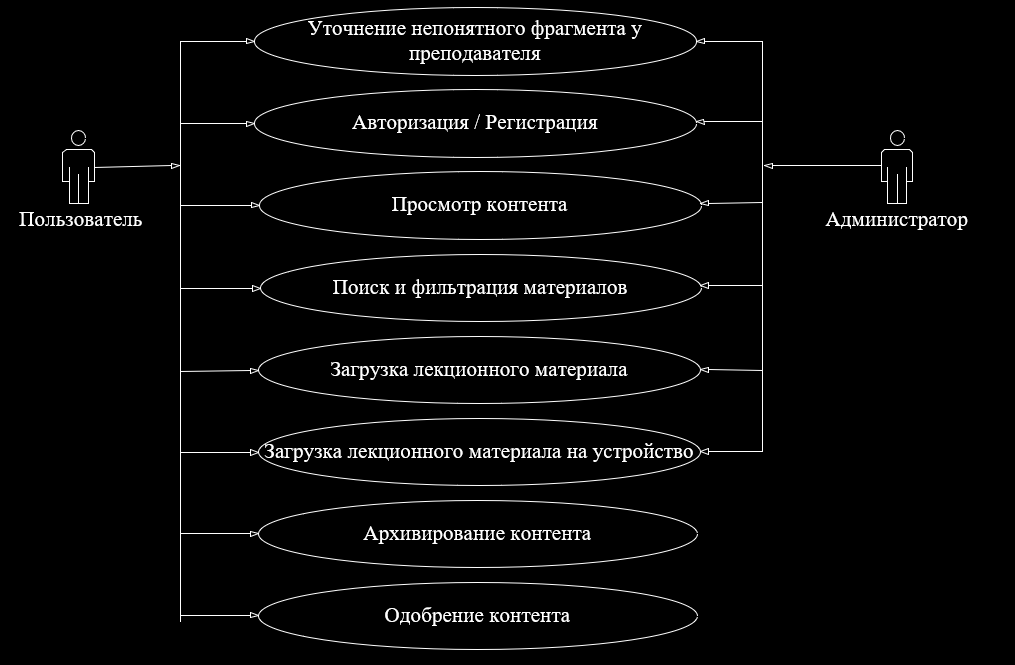 Уточнение непонятного фрагмента у
преподавателя
Авторизация / Регистрация
Пользователь
Просмотр контента
Администратор
Поиск и фильтрация материалов
Загрузка лекционного материала
Загрузка лекционного материала на устройство
Архивирование контента
Одобрение контента